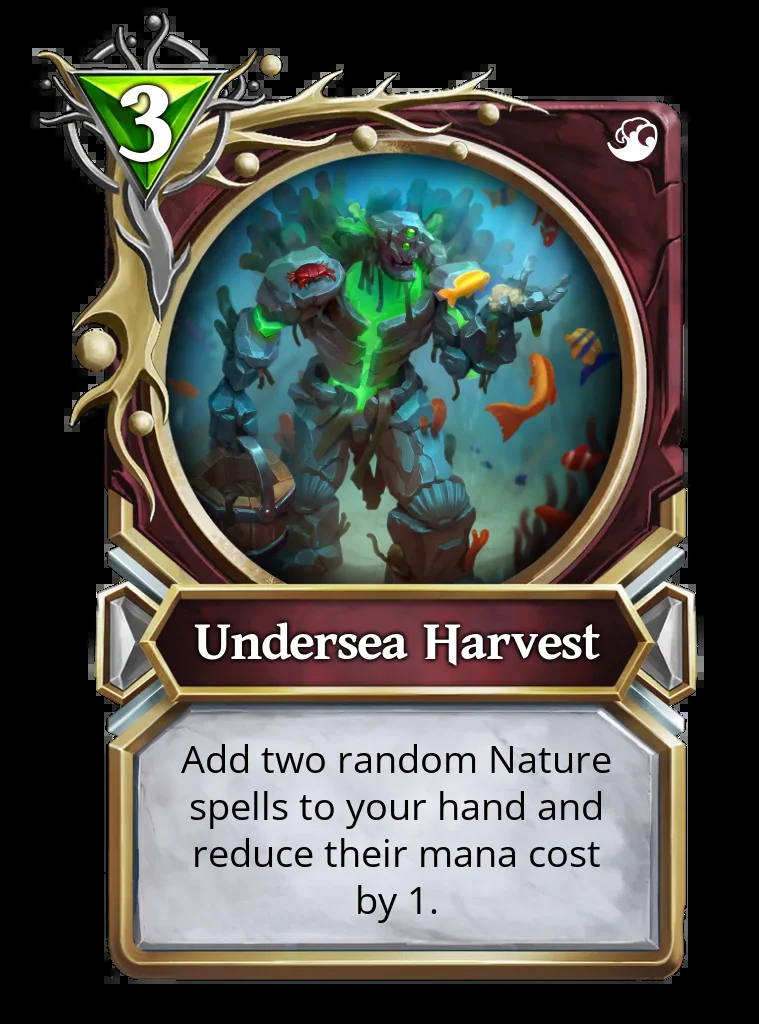 3
Undersea Harvest
Add two random Nature
spells to your hand and
reduce their mana cost
by 1.